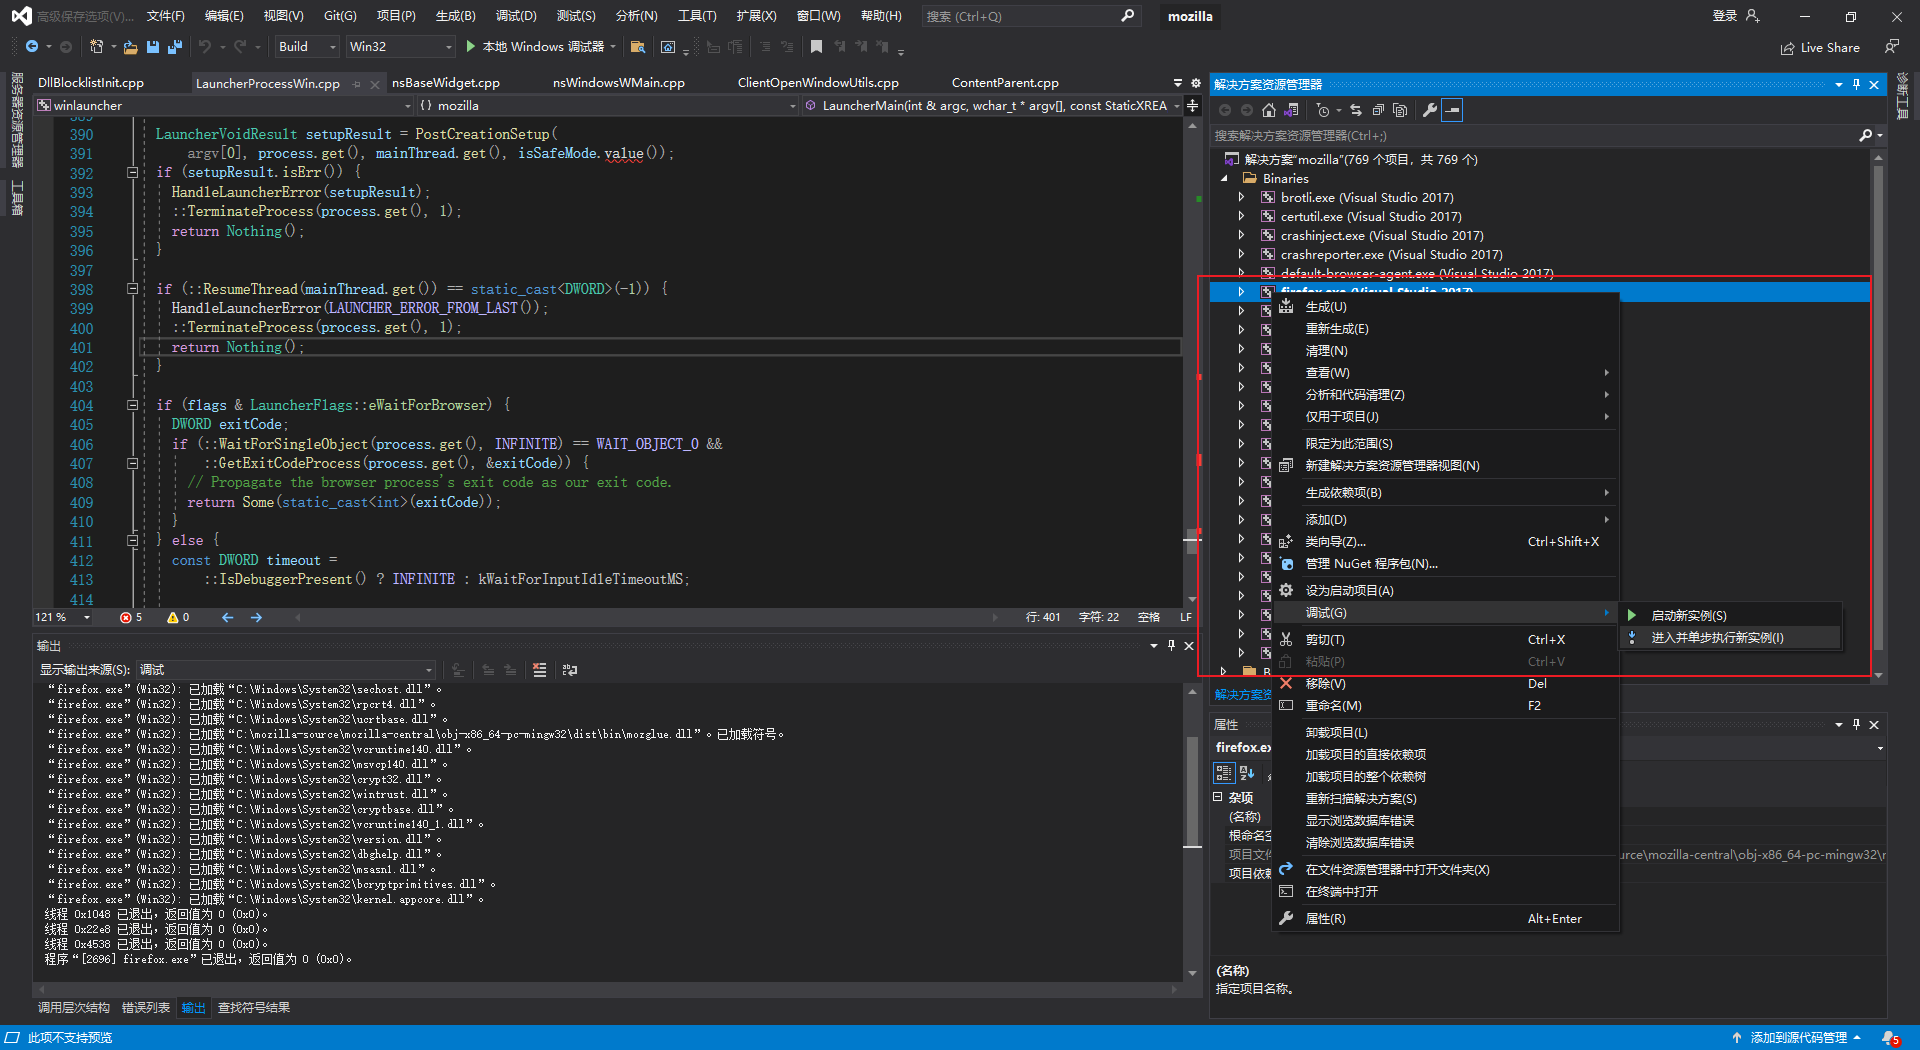 高级保存选项(V)...
文件(F)
编辑(E)
视图(V)
Git(G)
项目(P)
生成(B)
调试(D)
测试(S)
分析(N)
工具(T)
扩展(X)
窗口(W)
帮助(H)
搜索 (Ctrl+Q)
mozilla
登录
Build
Win32
本地 Windows 调试器
Live Share
服务器资源管理器
工具箱
诊断工具
DllBlocklistInit.cpp
LauncherProcessWin.cpp
nsBaseWidget.cpp
nsWindowsWMain.cpp
ClientOpenWindowUtils.cpp
ContentParent.cpp
winlauncher
{} mozilla
LauncherMain(int & argc, wchar_t * argv[], const StaticXREA
389
390 LauncherVoidResult setupResult = PostCreationSetup(
391 argv[0], process.get(), mainThread.get(), isSafeMode.value());
392 if (setupResult.isErr()) {
393 HandleLauncherError(setupResult);
394 ::TerminateProcess(process.get(), 1);
395 return Nothing();
396 }
397
398 if (::ResumeThread(mainThread.get()) == static_cast<DWORD>(-1)) {
399 HandleLauncherError(LAUNCHER_ERROR_FROM_LAST());
400 ::TerminateProcess(process.get(), 1);
401 return Nothing();
402 }
403
404 if (flags & LauncherFlags::eWaitForBrowser) {
405 DWORD exitCode;
406 if (::WaitForSingleObject(process.get(), INFINITE) == WAIT_OBJECT_0 &&
407 ::GetExitCodeProcess(process.get(), &exitCode)) {
408 // Propagate the browser process's exit code as our exit code.
409 return Some(static_cast<int>(exitCode));
410 }
411 } else {
412 const DWORD timeout =
413 ::IsDebuggerPresent() ? INFINITE : kWaitForInputIdleTimeoutMS;
414
121 %
5
0
行: 401
字符: 22
空格
LF
输出
显示输出来源(S):
调试
“firefox.exe”(Win32): 已加载“C:\Windows\System32\sechost.dll”。
“firefox.exe”(Win32): 已加载“C:\Windows\System32\rpcrt4.dll”。
“firefox.exe”(Win32): 已加载“C:\Windows\System32\ucrtbase.dll”。
“firefox.exe”(Win32): 已加载“C:\mozilla-source\mozilla-central\obj-x86_64-pc-mingw32\dist\bin\mozglue.dll”。已加载符号。
“firefox.exe”(Win32): 已加载“C:\Windows\System32\vcruntime140.dll”。
“firefox.exe”(Win32): 已加载“C:\Windows\System32\msvcp140.dll”。
“firefox.exe”(Win32): 已加载“C:\Windows\System32\crypt32.dll”。
“firefox.exe”(Win32): 已加载“C:\Windows\System32\wintrust.dll”。
“firefox.exe”(Win32): 已加载“C:\Windows\System32\cryptbase.dll”。
“firefox.exe”(Win32): 已加载“C:\Windows\System32\vcruntime140_1.dll”。
“firefox.exe”(Win32): 已加载“C:\Windows\System32\version.dll”。
“firefox.exe”(Win32): 已加载“C:\Windows\System32\dbghelp.dll”。
“firefox.exe”(Win32): 已加载“C:\Windows\System32\msasn1.dll”。
“firefox.exe”(Win32): 已加载“C:\Windows\System32\bcryptprimitives.dll”。
“firefox.exe”(Win32): 已加载“C:\Windows\System32\kernel.appcore.dll”。
线程 0x1048 已退出，返回值为 0 (0x0)。
线程 0x22e8 已退出，返回值为 0 (0x0)。
线程 0x4538 已退出，返回值为 0 (0x0)。
程序“[2696] firefox.exe”已退出，返回值为 0 (0x0)。
调用层次结构
错误列表
输出
查找符号结果
解决方案资源管理器
搜索解决方案资源管理器(Ctrl+;)
解决方案“mozilla”(769 个项目，共 769 个)
Binaries
brotli.exe (Visual Studio 2017)
certutil.exe (Visual Studio 2017)
crashinject.exe (Visual Studio 2017)
crashreporter.exe (Visual Studio 2017)
default-browser-agent.exe (Visual Studio 2017)
firefox.exe (Visual Studio 2017)
生成(U)
重新生成(E)
清理(N)
查看(W)
分析和代码清理(Z)
仅用于项目(J)
限定为此范围(S)
新建解决方案资源管理器视图(N)
生成依赖项(B)
添加(D)
类向导(Z)... Ctrl+Shift+X
管理 NuGet 程序包(N)...
设为启动项目(A)
调试(G)
启动新实例(S)
进入并单步执行新实例(I)
剪切(T) Ctrl+X
粘贴(P) Ctrl+V
移除(V) Del
重命名(M) F2
卸载项目(L)
加载项目的直接依赖项
加载项目的整个依赖树
重新扫描解决方案(S)
显示浏览数据库错误
清除浏览数据库错误
在文件资源管理器中打开文件夹(X)
在终端中打开
属性(R) Alt+Enter
解决方案资
属性
firefox.ex
杂项
(名称)
根命名空
项目文件
项目依赖
urce\mozilla-central\obj-x86_64-pc-mingw32\r
(名称)
指定项目名称。
此项不支持预览
添加到源代码管理
5